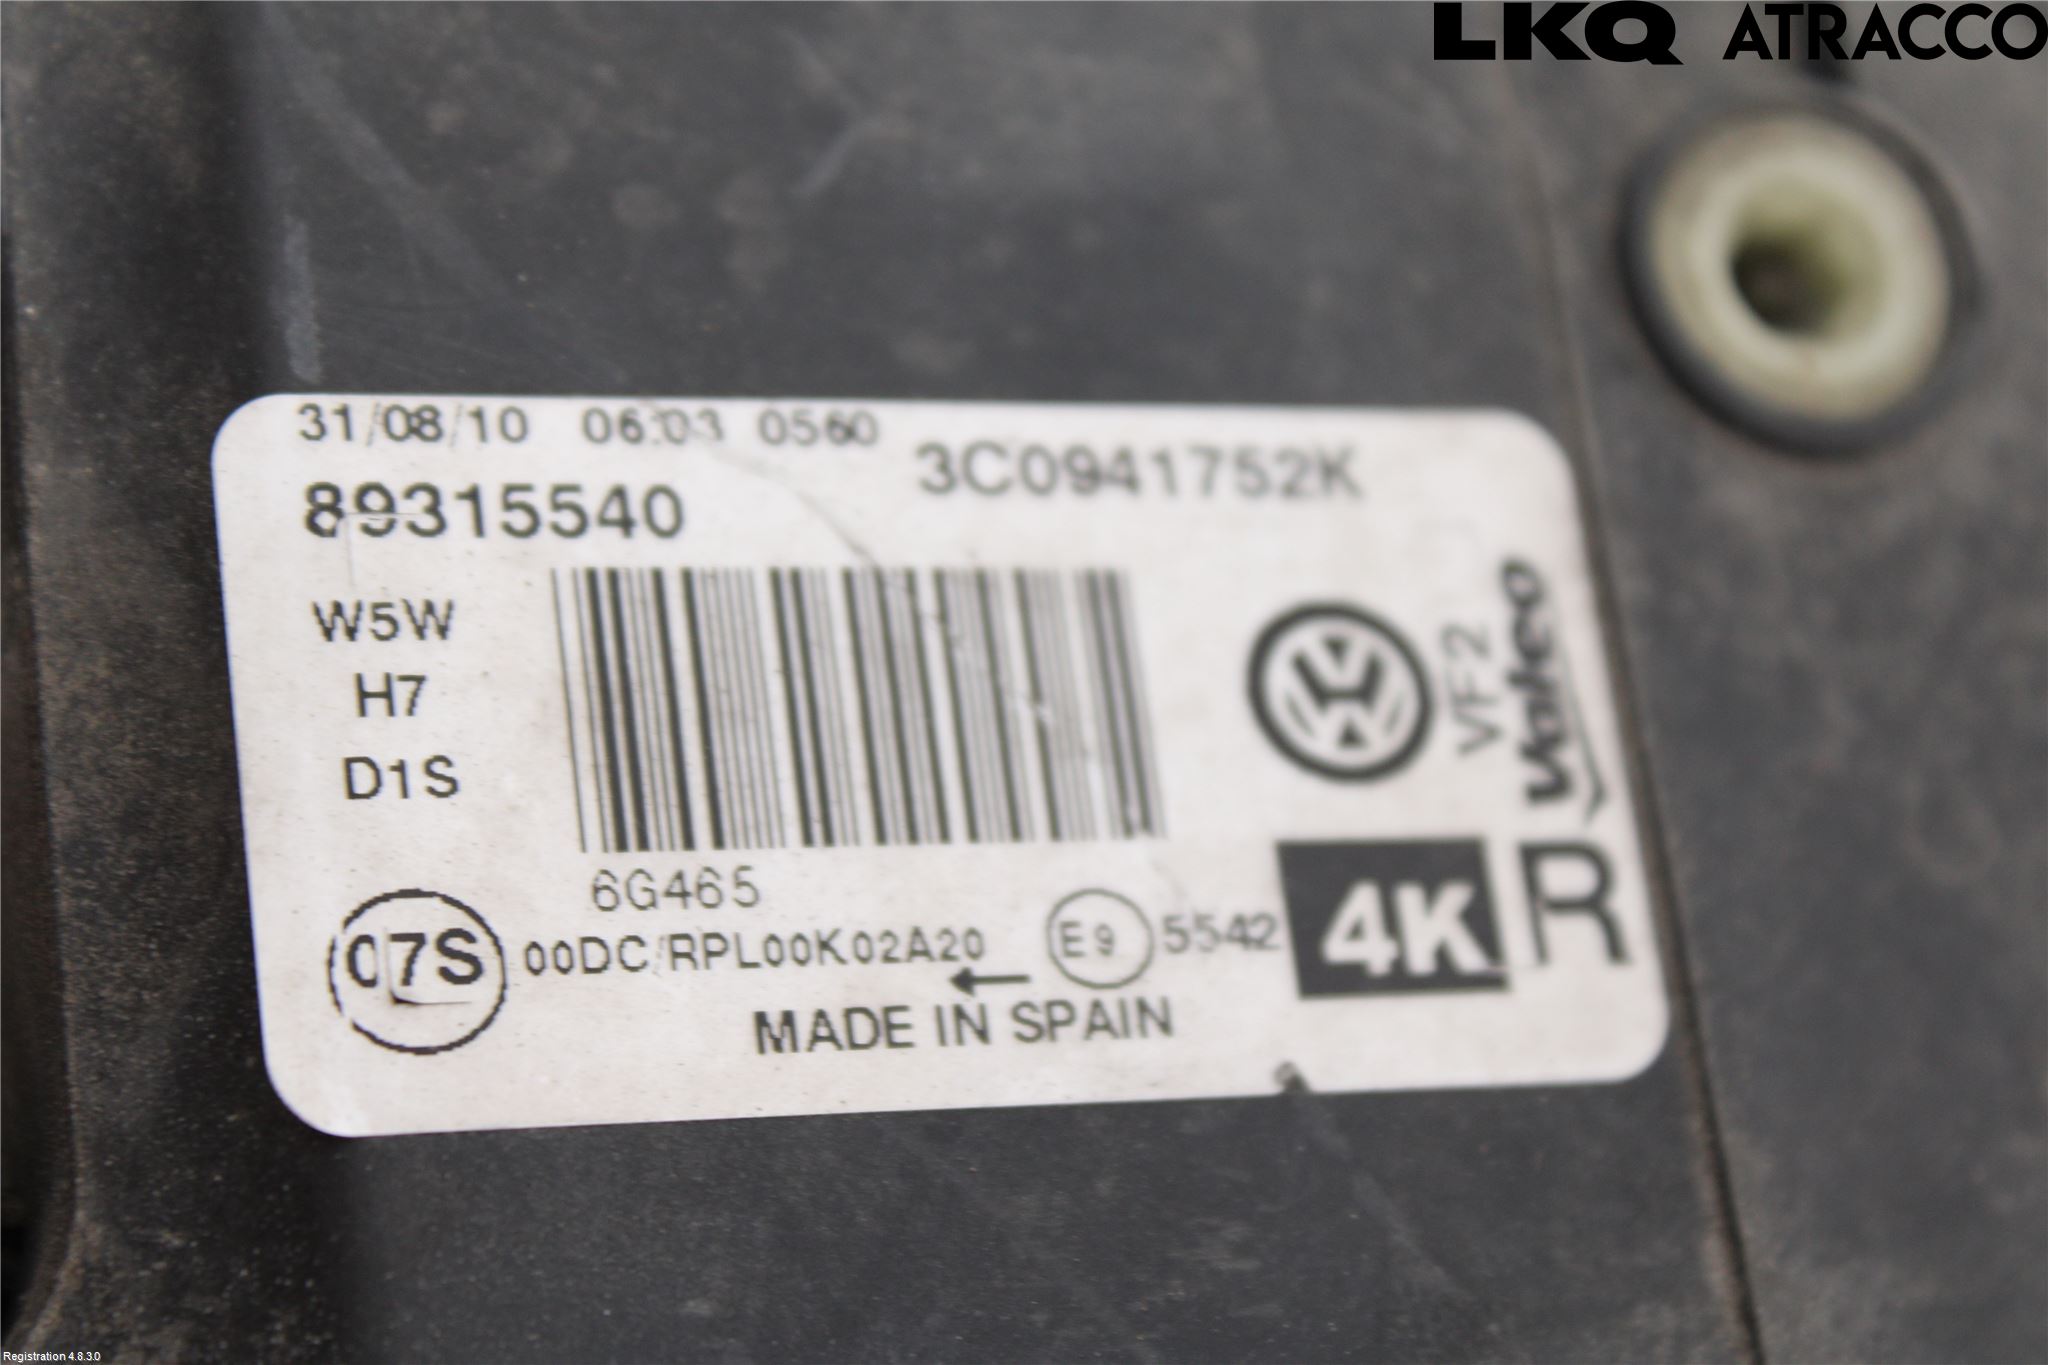 LKQ ATRACCO
31/08/10 06:03 0560
3C0941752K
89315540
W5W
H7
D1S
VF2
Valeo
6G465
4K R
07S 00DC/RPL00K02A20 E9 5542
MADE IN SPAIN
Registration 4.8.3.0